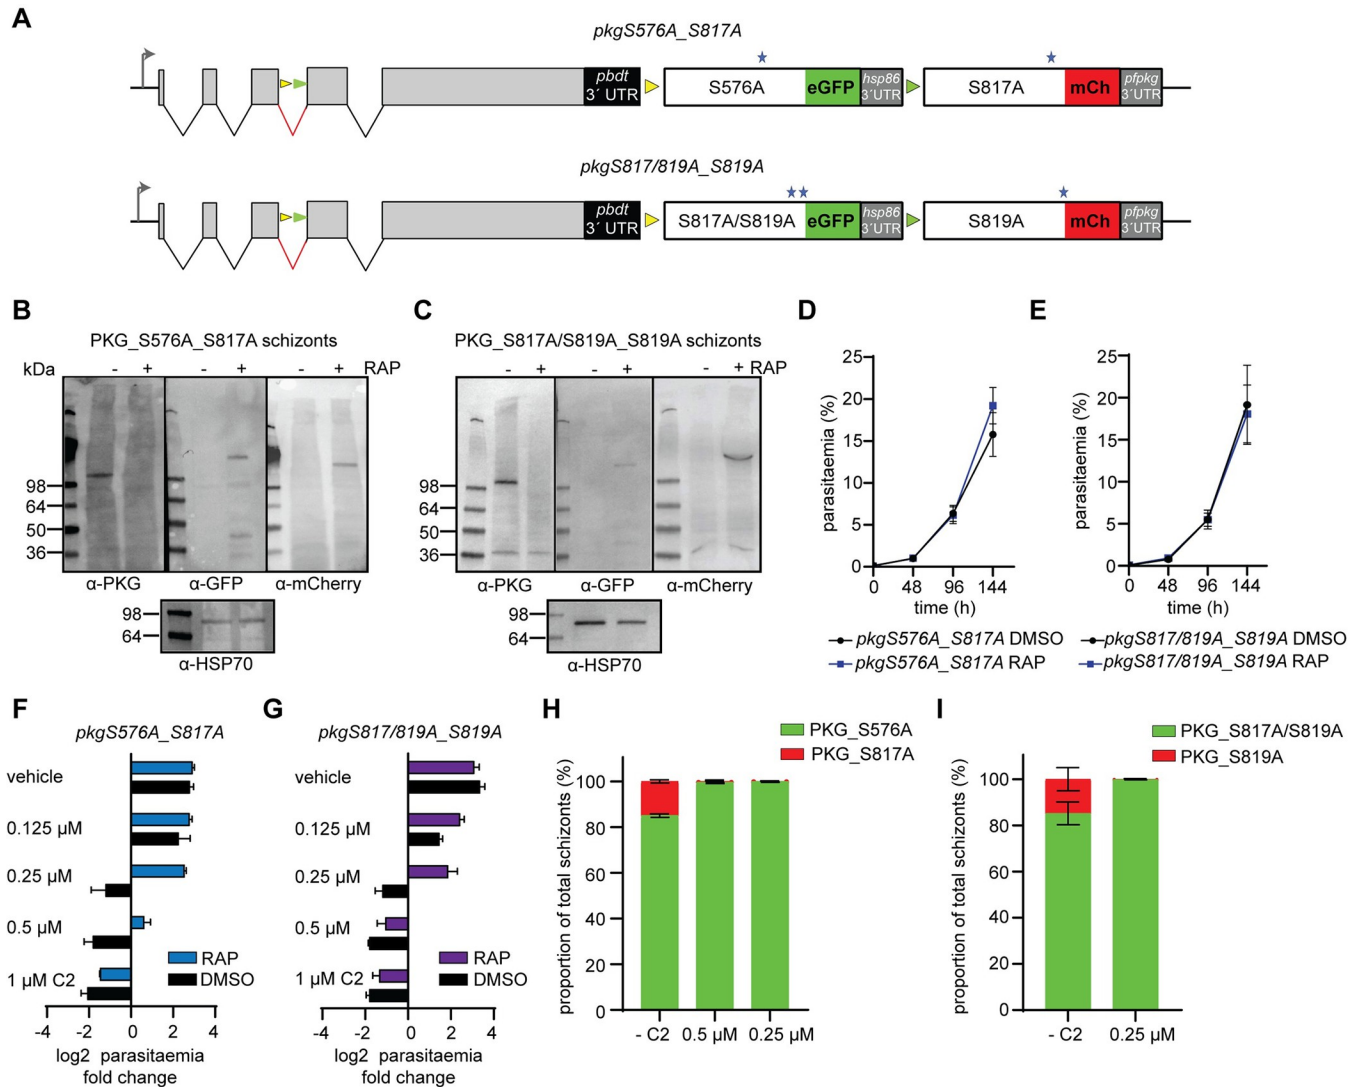 A
pkgS576A_S817A
pbdt
3´ UTR
S576A
eGFP
hsp86
3´UTR
S817A
mCh
pfpkg
3´UTR
pkgS817/819A_S819A
pbdt
3´ UTR
S817A/S819A
eGFP
hsp86
3´UTR
S819A
mCh
pfpkg
3´UTR
B
PKG_S576A_S817A schizonts
kDa
- + - + - + RAP
98
64
50
36
α-PKG α-GFP α-mCherry
98
64
α-HSP70
C
PKG_S817A/S819A_S819A schizonts
- + - + - + RAP
98
64
50
36
α-PKG α-GFP α-mCherry
98
64
α-HSP70
D
parasitaemia (%)
25
20
15
10
5
0
0 48 96 144
time (h)
pkgS576A_S817A DMSO
pkgS576A_S817A RAP
E
parasitaemia (%)
25
20
15
10
5
0
0 48 96 144
time (h)
pkgS817/819A_S819A DMSO
pkgS817/819A_S819A RAP
F
pkgS576A_S817A
vehicle
0.125 µM
0.25 µM
0.5 µM
1 µM C2
RAP
DMSO
-4 -2 0 2 4
log2 parasitaemia
fold change
G
pkgS817/819A_S819A
vehicle
0.125 µM
0.25 µM
0.5 µM
1 µM C2
RAP
DMSO
-4 -2 0 2 4
log2 parasitaemia
fold change
H
PKG_S576A
PKG_S817A
proportion of total schizonts (%)
100
80
60
40
20
0
- C2 0.5 µM 0.25 µM
I
PKG_S817A/S819A
PKG_S819A
proportion of total schizonts (%)
100
80
60
40
20
0
- C2 0.25 µM